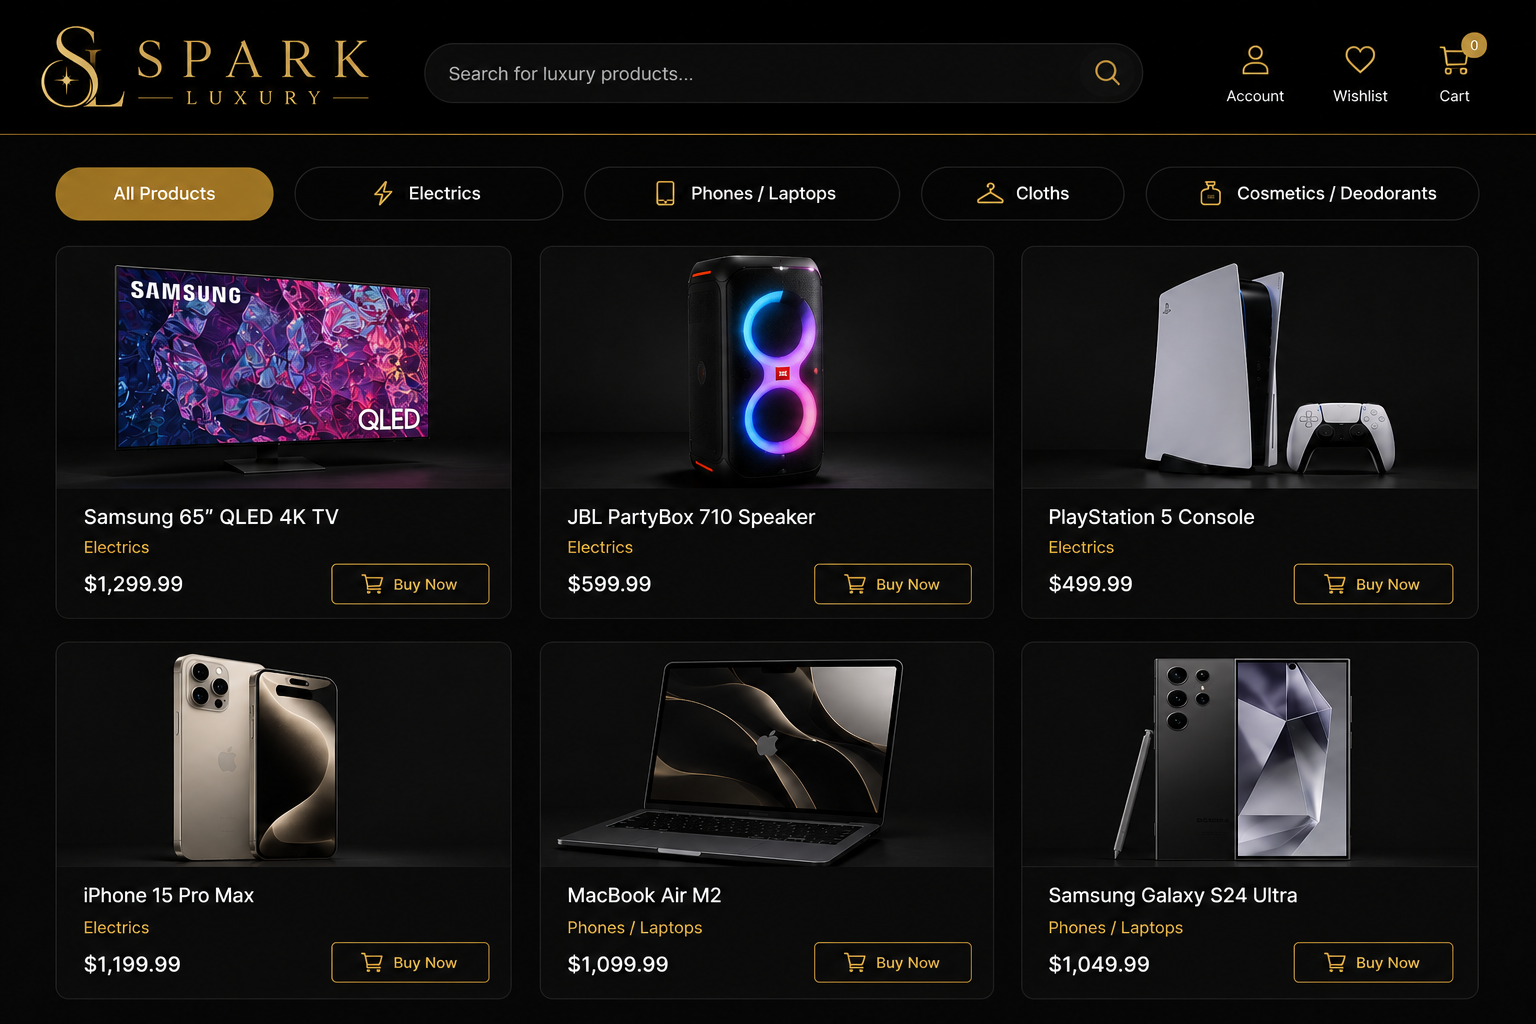 SL SPARK
LUXURY
Search for luxury products...
Account
Wishlist
0
Cart
All Products
Electrics
Phones / Laptops
Cloths
Cosmetics / Deodorants
SAMSUNG
QLED
JBL
Samsung 65” QLED 4K TV
Electrics
$1,299.99
Buy Now
JBL PartyBox 710 Speaker
Electrics
$599.99
Buy Now
PlayStation 5 Console
Electrics
$499.99
Buy Now
iPhone 15 Pro Max
Electrics
$1,199.99
Buy Now
MacBook Air M2
Phones / Laptops
$1,099.99
Buy Now
Samsung Galaxy S24 Ultra
Phones / Laptops
$1,049.99
Buy Now